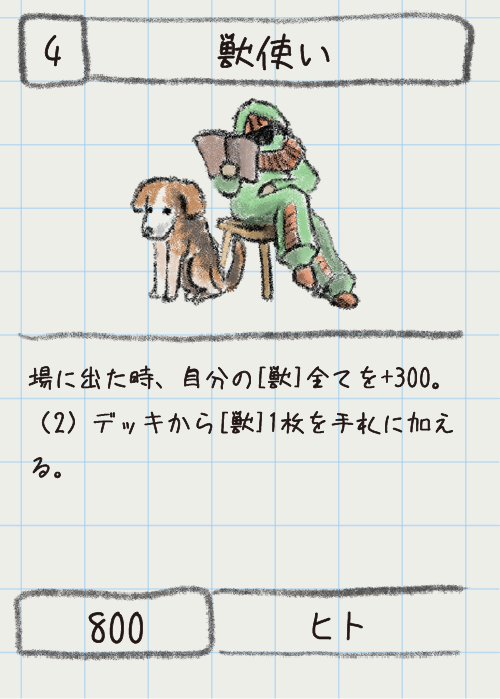 4
獣使い
場に出た時、自分の[獣]全てを+300。
（2）デッキから[獣]1枚を手札に加え
る。
800
ヒト